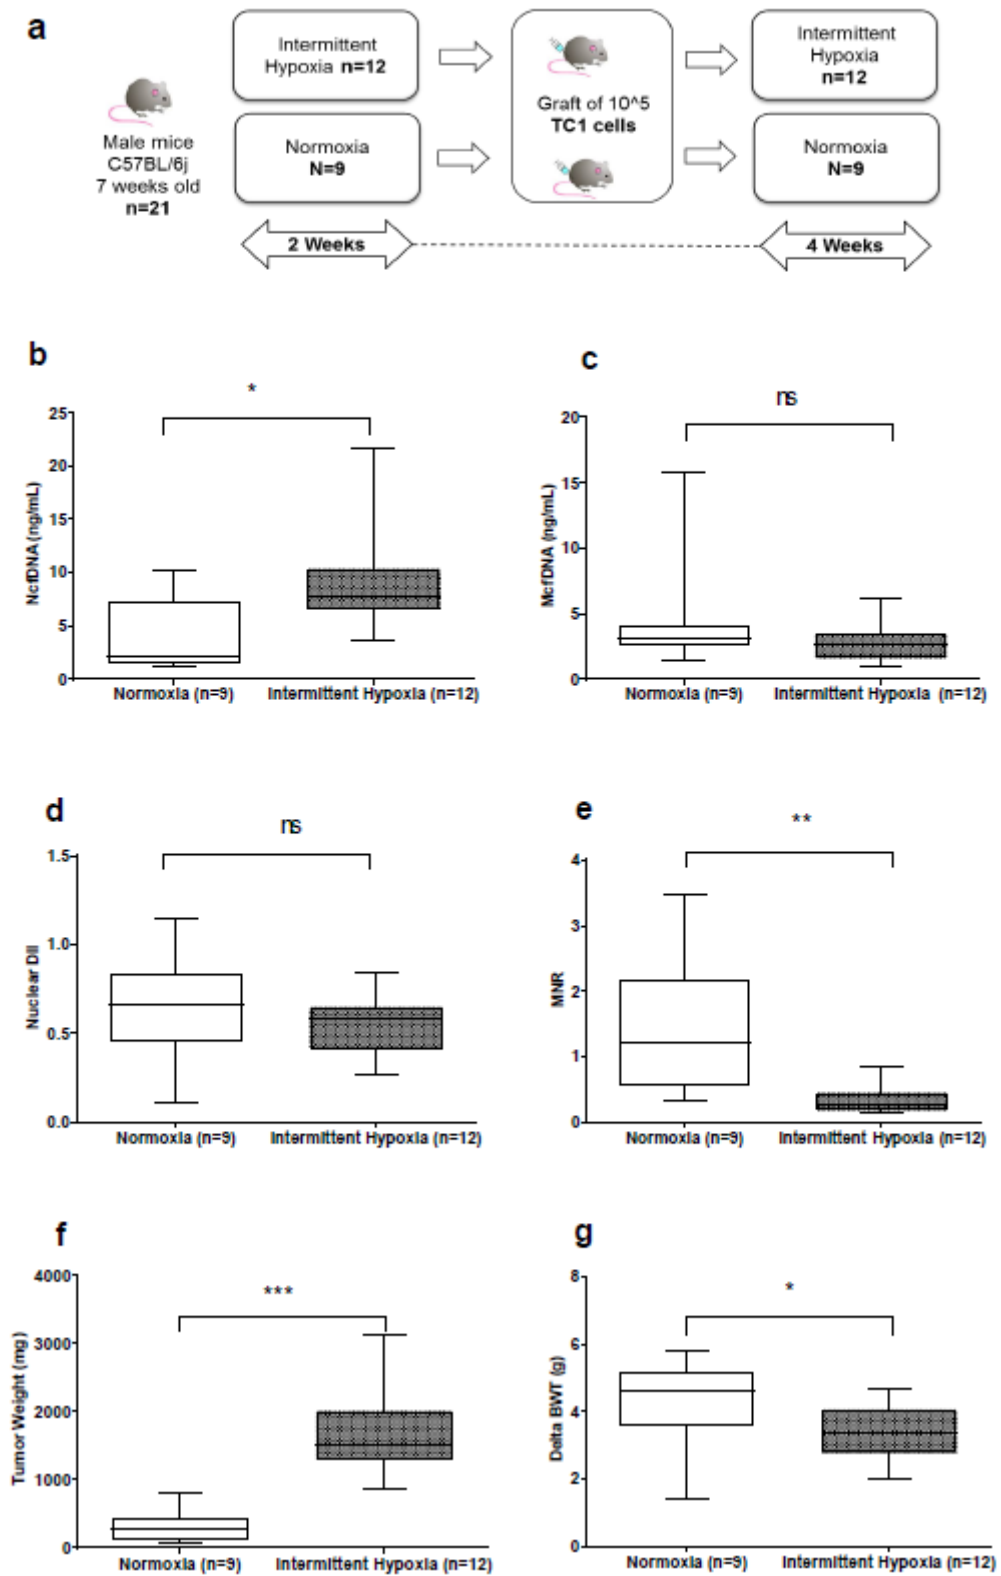 a
Intermittent
Hypoxia n=12
Intermittent
Hypoxia
n=12
Graft of 10^5
TC1 cells
Male mice
C57BL/6j
7 weeks old
n=21
Normoxia
N=9
Normoxia
N=9
2 Weeks
4 Weeks
b
*
NcfDNA (ng/mL)
25
20
15
10
5
0
Normoxia (n=9)
Intermittent Hypoxia (n=12)
c
ns
McfDNA (ng/mL)
20
15
10
5
0
Normoxia (n=9)
Intermittent Hypoxia (n=12)
d
ns
Nuclear DII
1.5
1.0
0.5
0.0
Normoxia (n=9)
Intermittent Hypoxia (n=12)
e
**
MNR
4
3
2
1
0
Normoxia (n=9)
Intermittent Hypoxia (n=12)
f
***
Tumor Weight (mg)
4000
3000
2000
1000
0
Normoxia (n=9)
Intermittent Hypoxia (n=12)
g
*
Delta BWT (g)
8
6
4
2
0
Normoxia (n=9)
Intermittent Hypoxia (n=12)